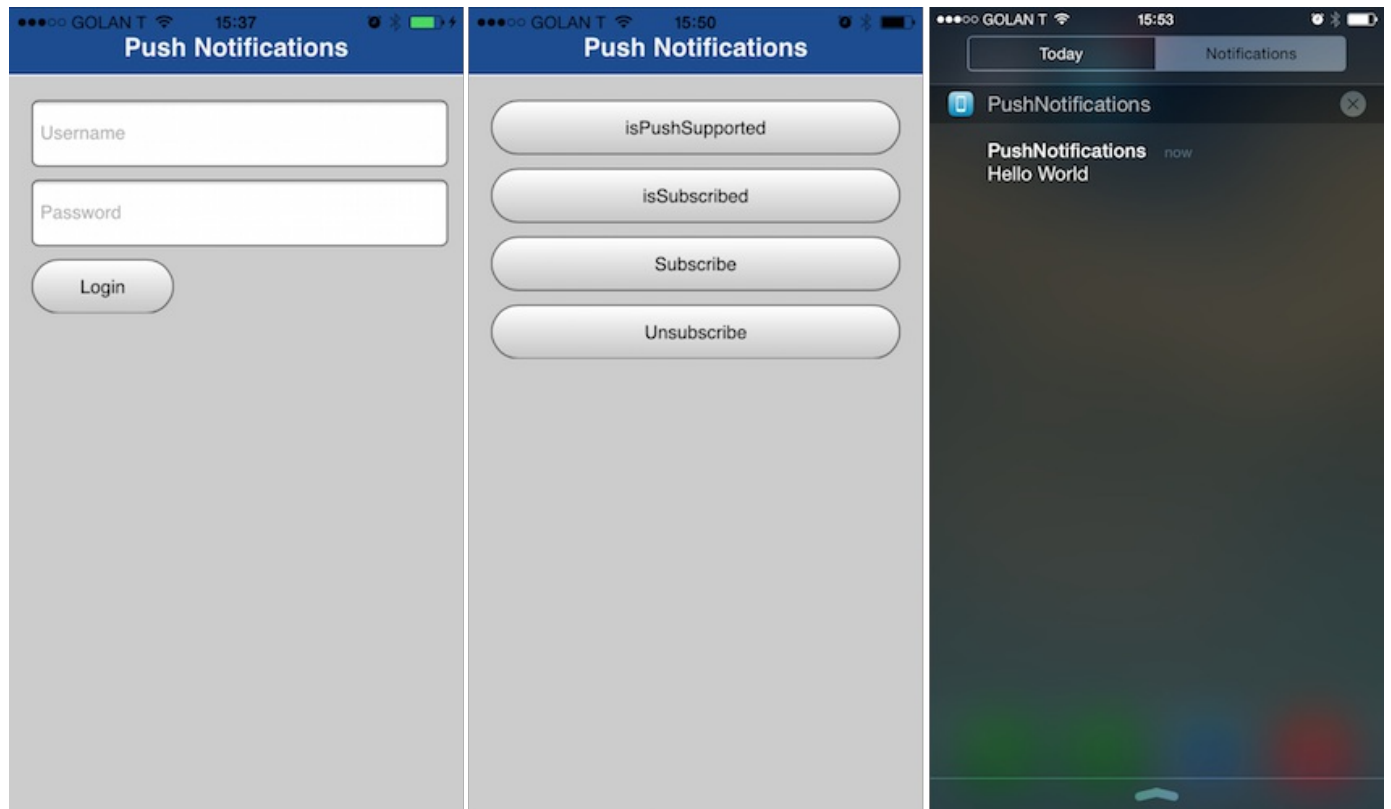 GOLAN T 15:37
Push Notifications
Username
Password
Login
GOLAN T 15:50
Push Notifications
isPushSupported
isSubscribed
Subscribe
Unsubscribe
GOLAN T 15:53
Today Notifications
PushNotifications
PushNotifications now
Hello World